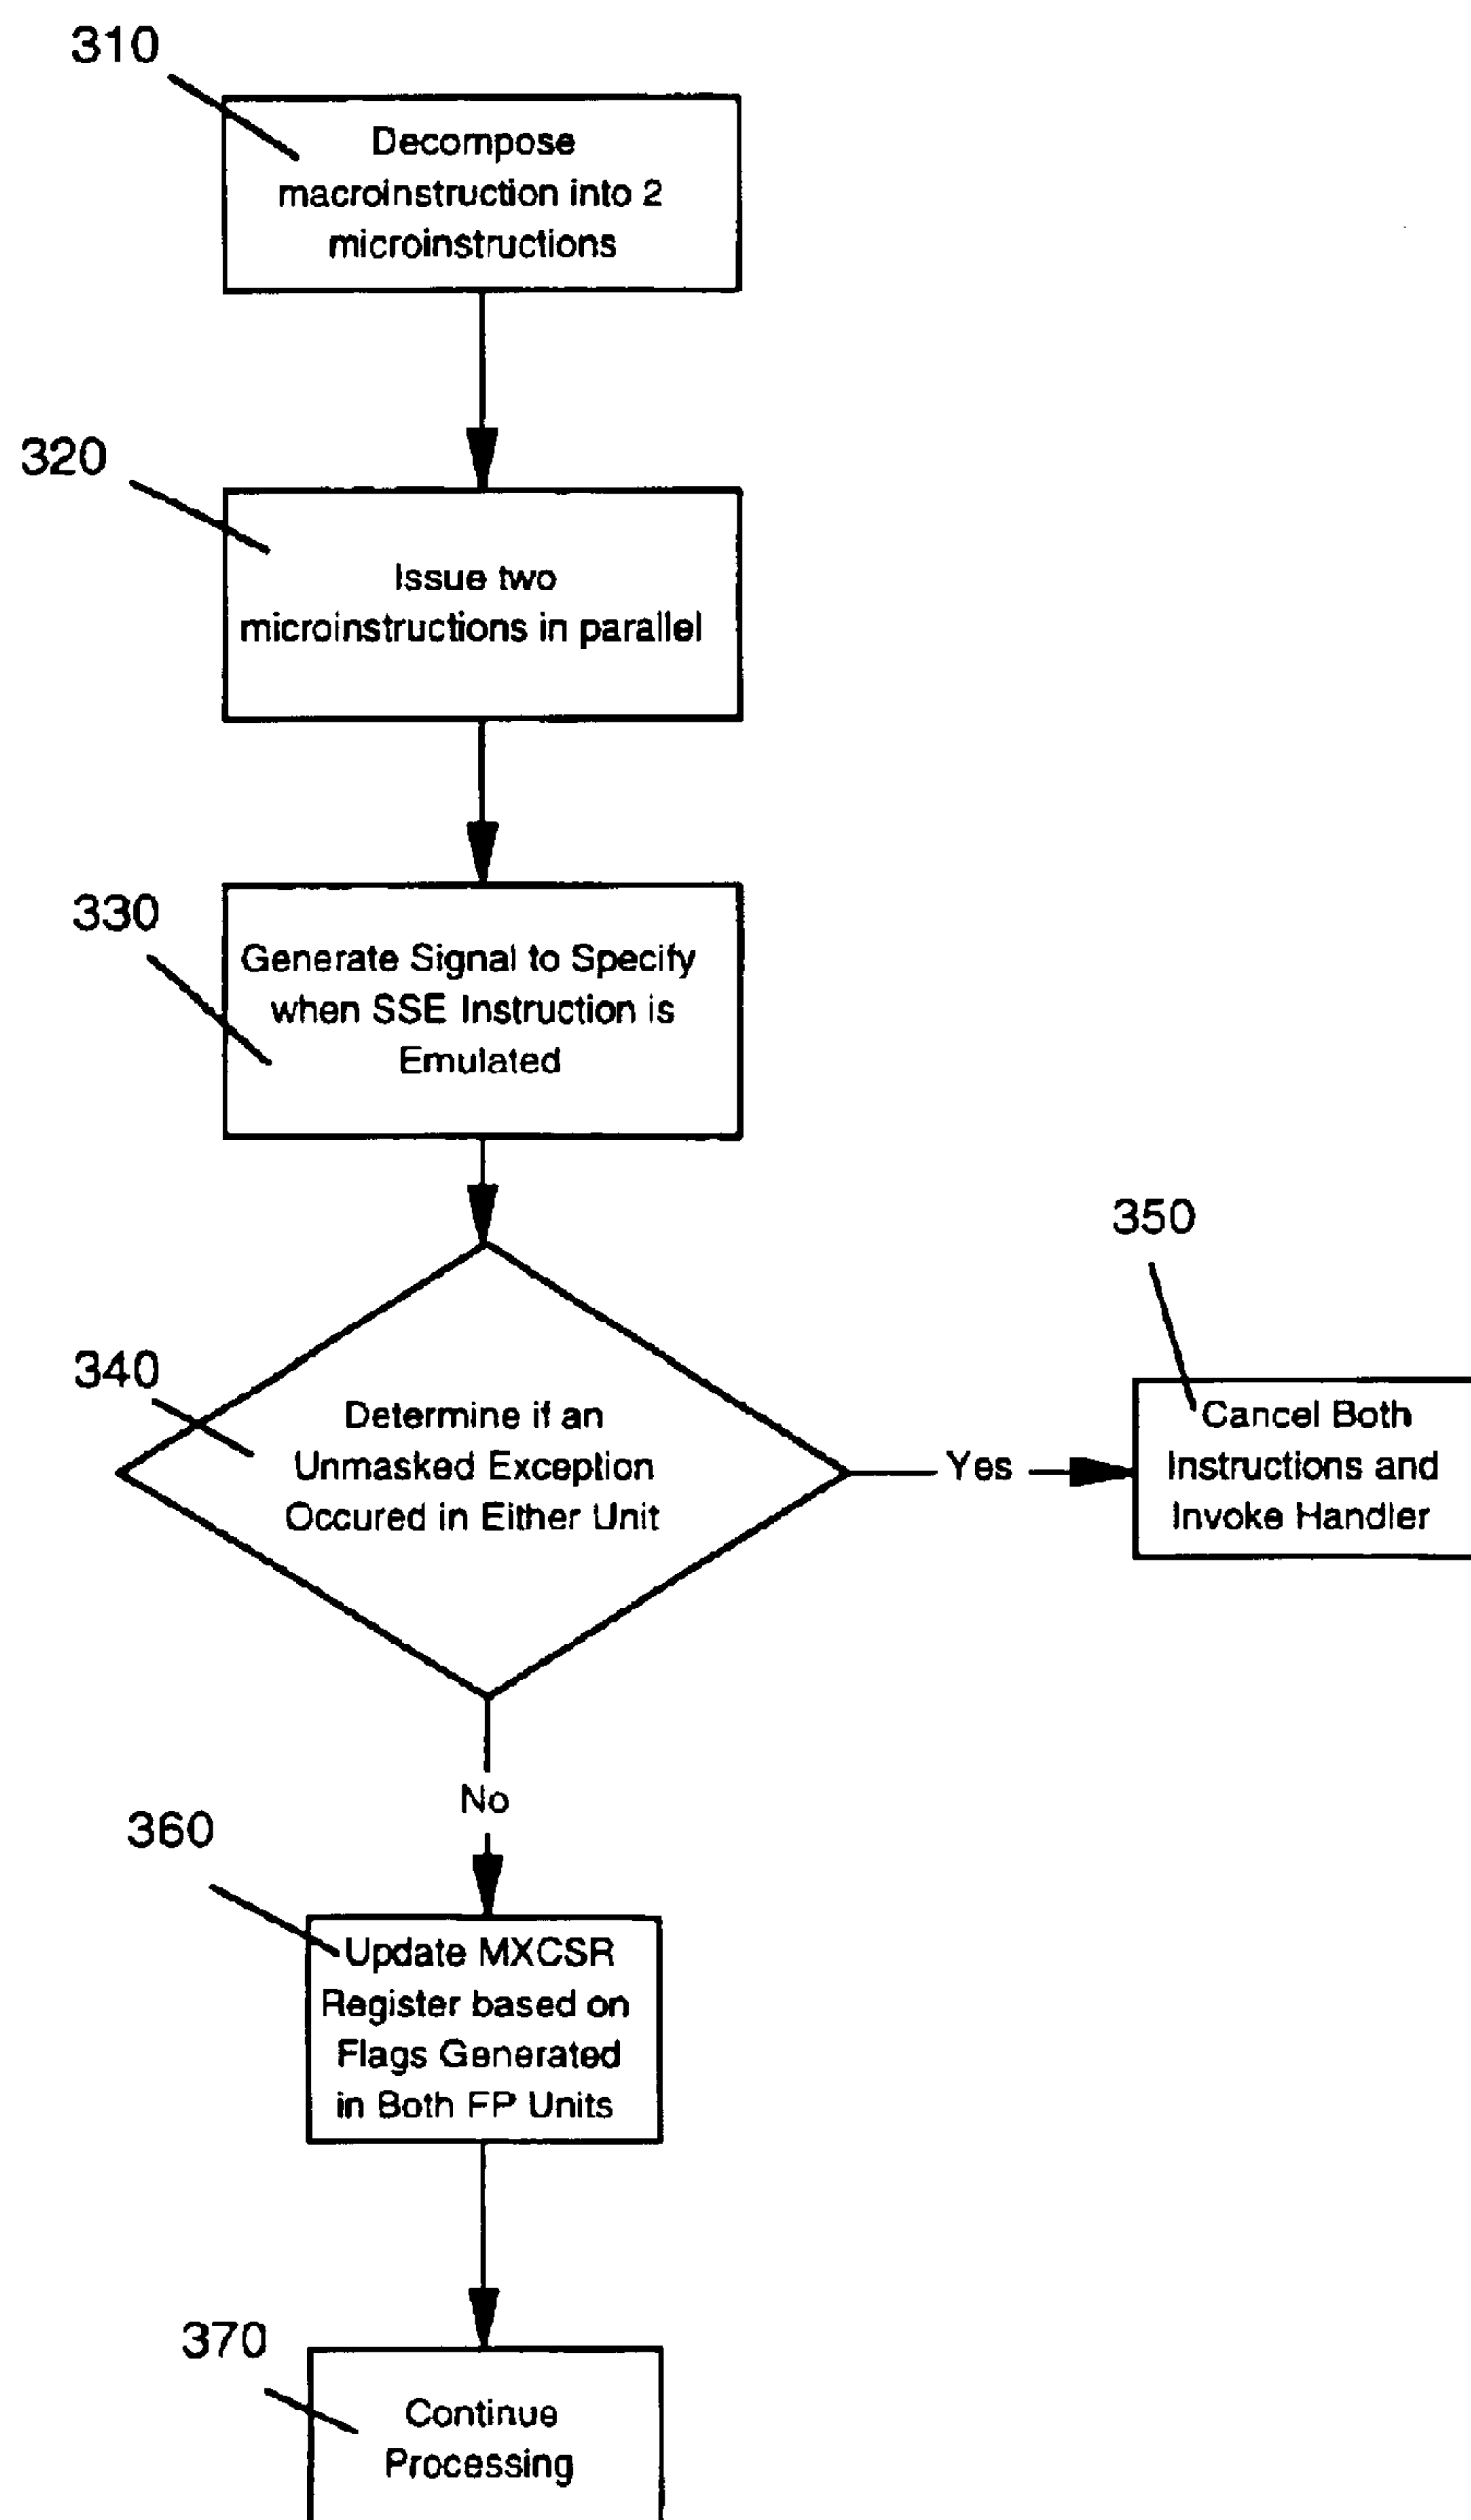 310
Decompose
macroinstruction into 2
microinstructions
320
Issue two
microinstructions in parallel
330
Generate Signal to Specify
when SSE Instruction is
Emulated
340
Determine if an
Unmasked Exception
Occured in Either Unit
Yes
350
Cancel Both
Instructions and
Invoke Handler
No
360
Update MXCSR
Register based on
Flags Generated
in Both FP Units
370
Continue
Processing